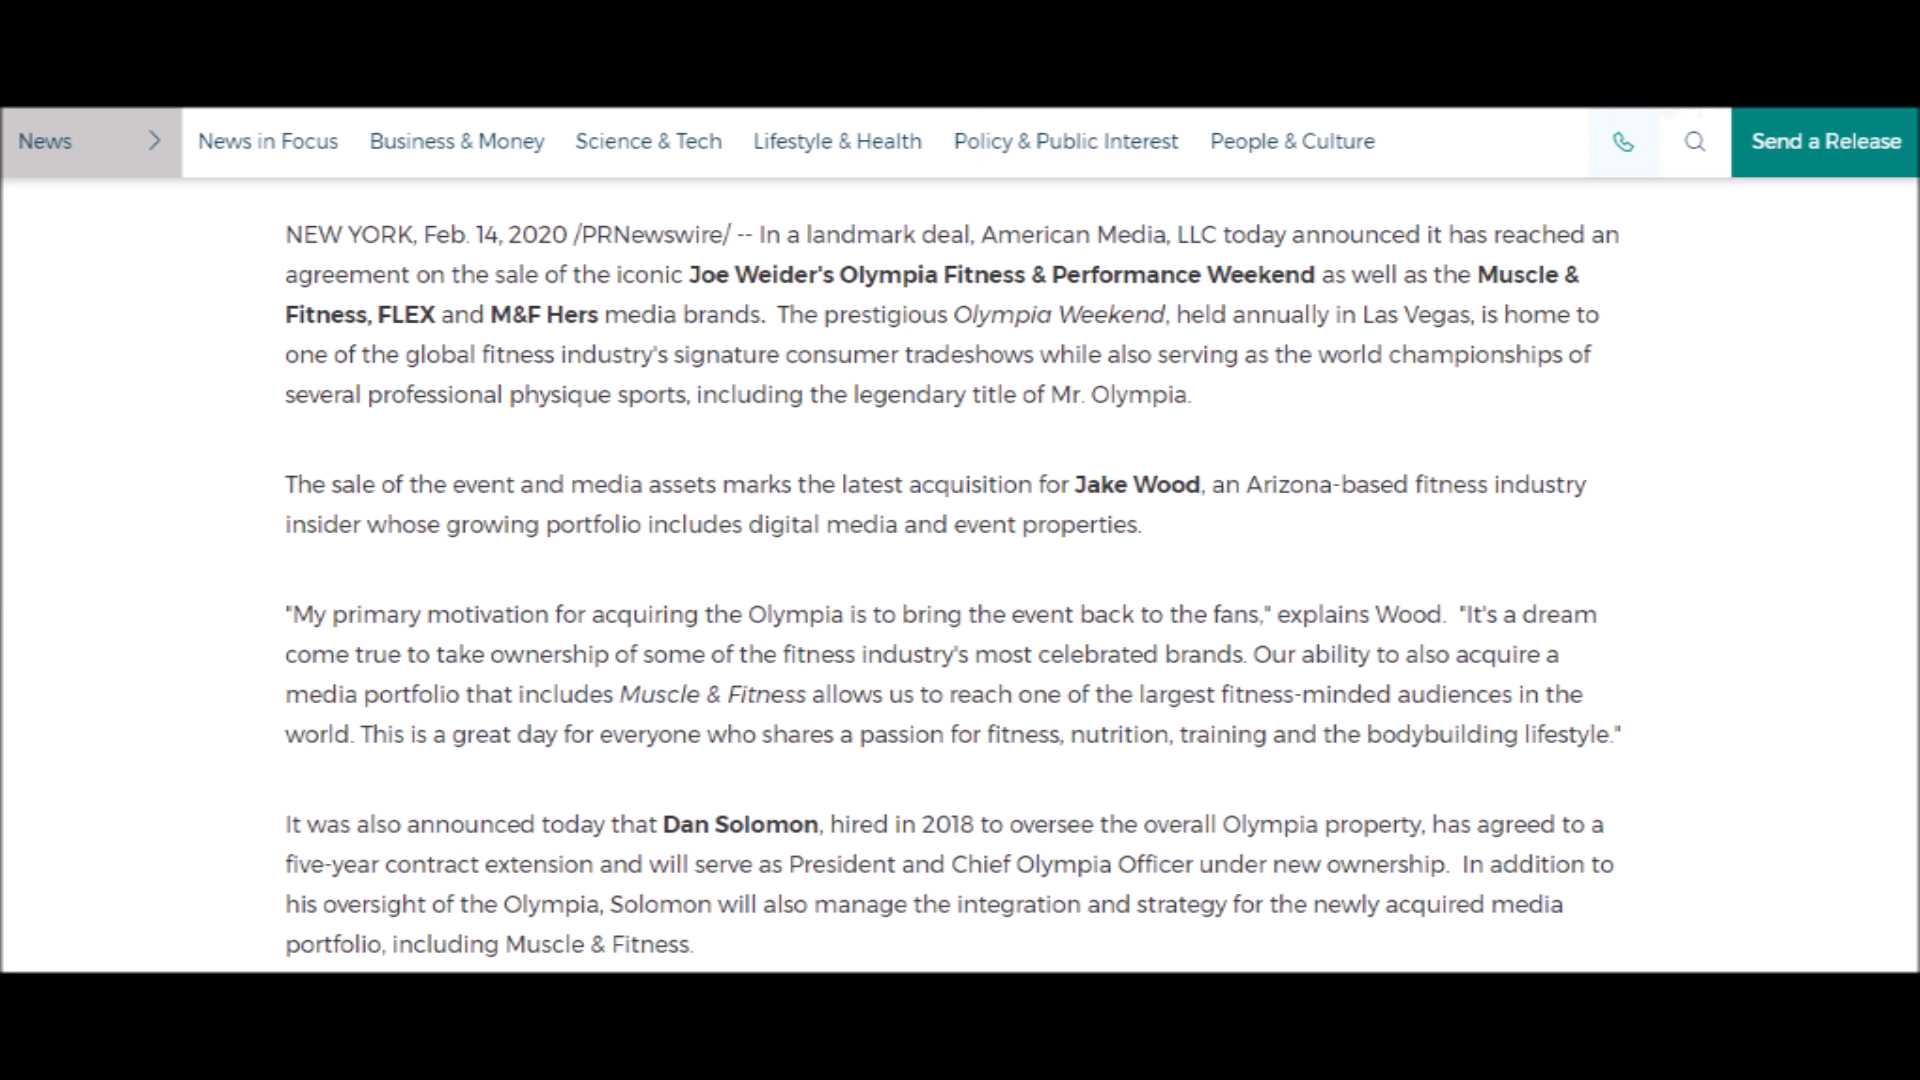 News
News in Focus Business & Money Science & Tech Lifestyle & Health Policy & Public Interest People & Culture
Send a Release
NEW YORK, Feb. 14, 2020 /PRNewswire/ -- In a landmark deal, American Media, LLC today announced it has reached an
agreement on the sale of the iconic Joe Weider's Olympia Fitness & Performance Weekend as well as the Muscle &
Fitness, FLEX and M&F Hers media brands.  The prestigious Olympia Weekend, held annually in Las Vegas, is home to
one of the global fitness industry's signature consumer tradeshows while also serving as the world championships of
several professional physique sports, including the legendary title of Mr. Olympia.
The sale of the event and media assets marks the latest acquisition for Jake Wood, an Arizona-based fitness industry
insider whose growing portfolio includes digital media and event properties.
"My primary motivation for acquiring the Olympia is to bring the event back to the fans," explains Wood.  "It's a dream
come true to take ownership of some of the fitness industry's most celebrated brands. Our ability to also acquire a
media portfolio that includes Muscle & Fitness allows us to reach one of the largest fitness-minded audiences in the
world. This is a great day for everyone who shares a passion for fitness, nutrition, training and the bodybuilding lifestyle."
It was also announced today that Dan Solomon, hired in 2018 to oversee the overall Olympia property, has agreed to a
five-year contract extension and will serve as President and Chief Olympia Officer under new ownership.  In addition to
his oversight of the Olympia, Solomon will also manage the integration and strategy for the newly acquired media
portfolio, including Muscle & Fitness.